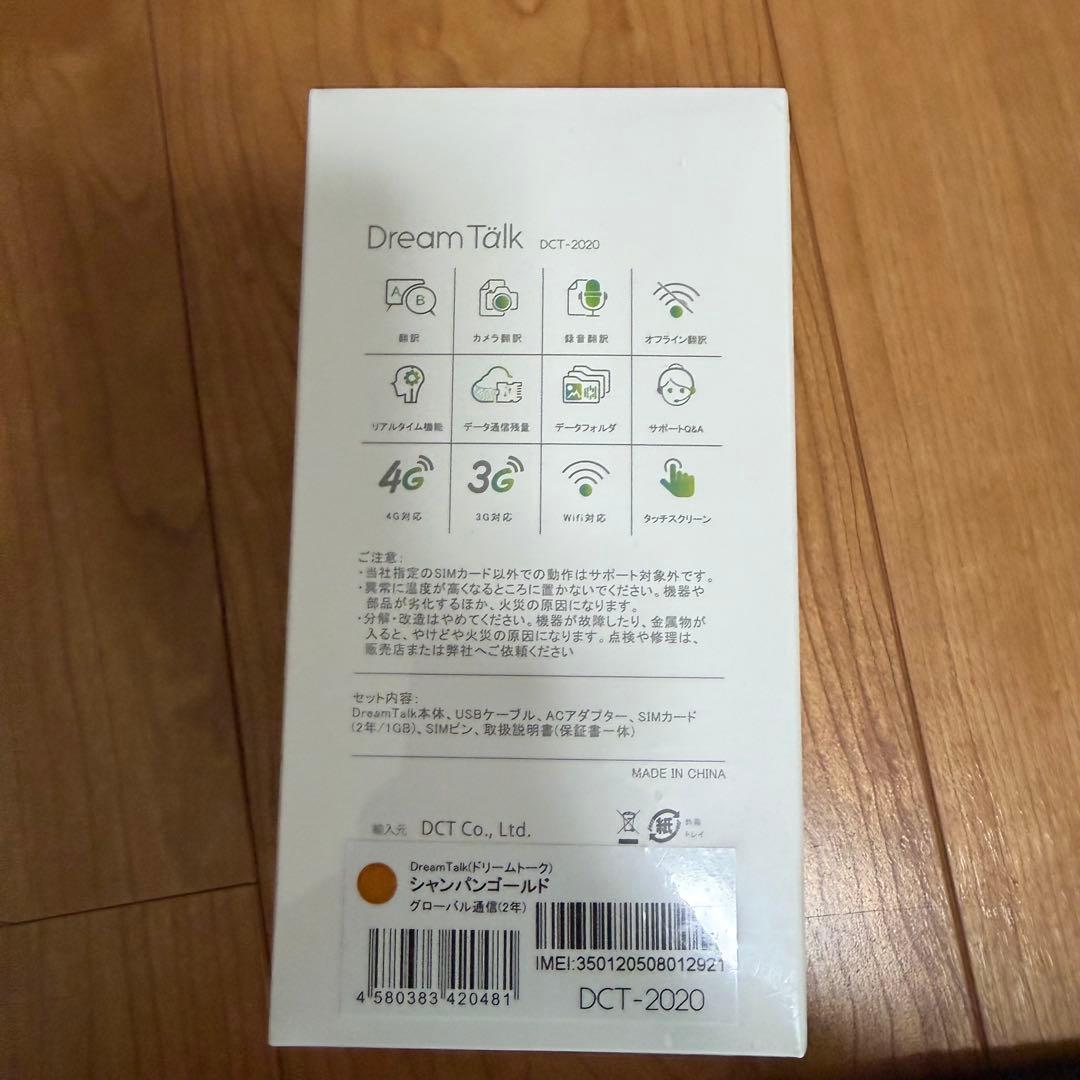 Dream Tälk DCT-2020
A B
翻訳 カメラ翻訳 録音翻訳 オフライン翻訳
リアルタイム機能 データ通信残量 データフォルダ サポートQ&A
4G 3G
4G対応 3G対応 Wifi対応 タッチスクリーン
ご注意:
・当社指定のSIMカード以外での動作はサポート対象外です。
・異常に温度が高くなるところに置かないでください。機器や
部品が劣化するほか、火災の原因になります。
・分解・改造はやめてください。機器が故障したり、金属物が
入ると、やけどや火災の原因になります。点検や修理は、
販売店または弊社へご依頼ください
セット内容:
DreamTalk本体、USBケーブル、ACアダプター、SIMカード
(2年/1GB)、SIMピン、取扱説明書(保証書一体)
MADE IN CHINA
輸入元 DCT Co., Ltd.
紙
トレイ
DreamTalk(ドリームトーク)
シャンパンゴールド
グローバル通信(2年)
IMEI:350120508012921
4 580383 420481
DCT-2020